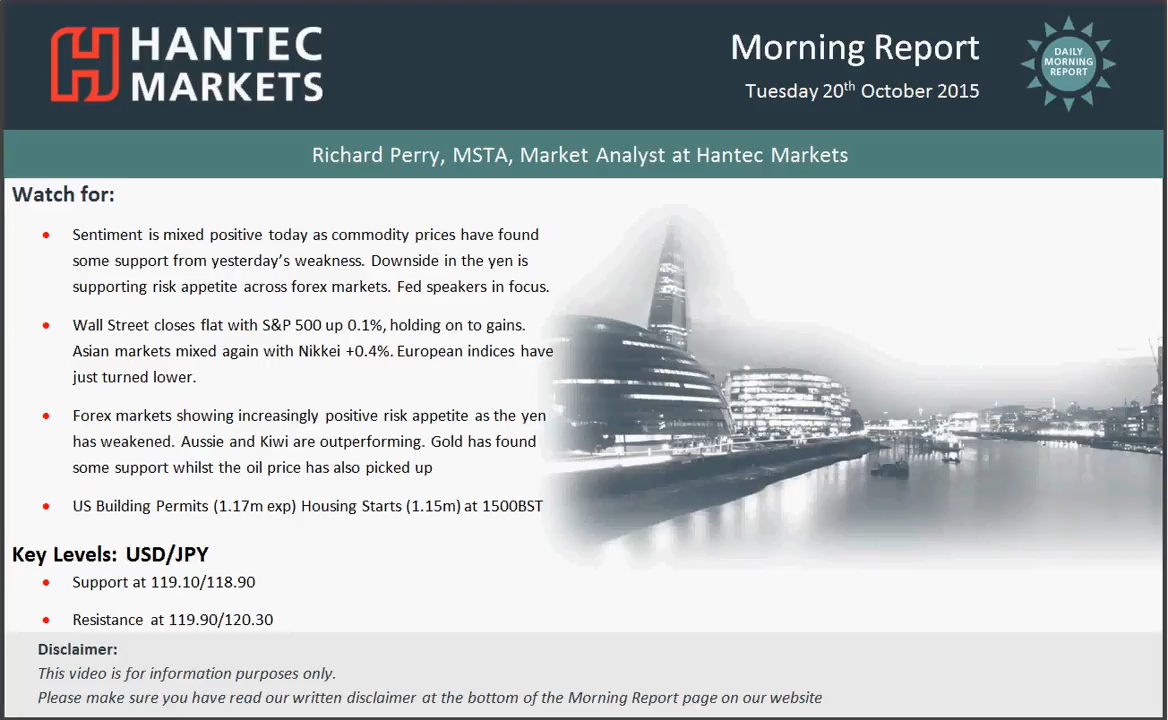 HANTEC
MARKETS
Morning Report
Tuesday 20th October 2015
DAILY
MORNING
REPORT
Richard Perry, MSTA, Market Analyst at Hantec Markets
Watch for:
• Sentiment is mixed positive today as commodity prices have found
some support from yesterday's weakness. Downside in the yen is
supporting risk appetite across forex markets. Fed speakers in focus.
• Wall Street closes flat with S&P 500 up 0.1%, holding on to gains.
Asian markets mixed again with Nikkei +0.4%. European indices have
just turned lower.
• Forex markets showing increasingly positive risk appetite as the yen
has weakened. Aussie and Kiwi are outperforming. Gold has found
some support whilst the oil price has also picked up
• US Building Permits (1.17m exp) Housing Starts (1.15m) at 1500BST
Key Levels: USD/JPY
• Support at 119.10/118.90
• Resistance at 119.90/120.30
Disclaimer:
This video is for information purposes only.
Please make sure you have read our written disclaimer at the bottom of the Morning Report page on our website